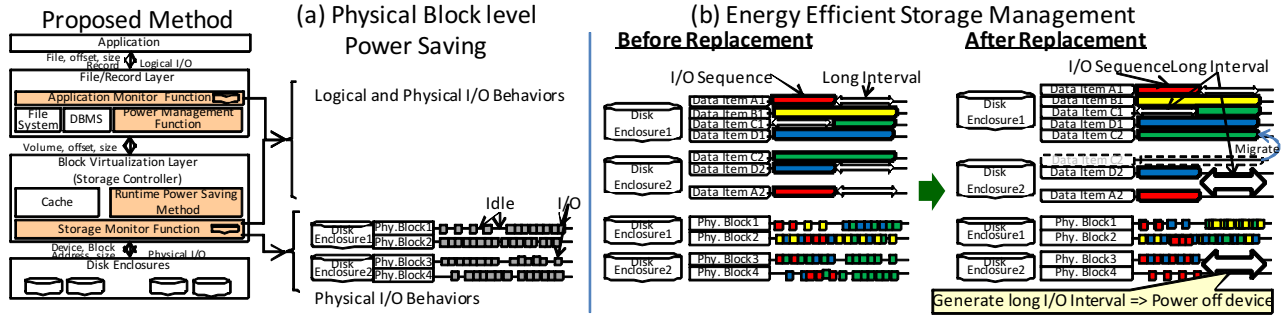 Proposed Method
Application
File, offset, size
Record
Logical I/O
File/Record Layer
Application Monitor Function
File
System
DBMS
Power Management
Function
Volume, offset, size
Block Virtualization Layer
(Storage Controller)
Cache
Runtime Power Saving
Method
Storage Monitor Function
Device, Block
Address, size
Physical I/O
Disk Enclosures
(a) Physical Block level
Power Saving
Logical and Physical I/O Behaviors
Idle
I/O
Disk
Enclosure1
Phy.Block1
Phy.Block2
Disk
Enclosure2
Phy.Block3
Phy.Block4
Physical I/O Behaviors
(b) Energy Efficient Storage Management
Before Replacement
I/O Sequence
Long Interval
Disk
Enclosure1
Data Item A1
Data Item B1
Data Item C1
Data Item D1
Disk
Enclosure2
Data Item C2
Data Item D2
Data Item A2
Disk
Enclosure1
Phy. Block1
Phy. Block2
Disk
Enclosure2
Phy. Block3
Phy. Block4
After Replacement
I/O Sequence
Long Interval
Disk
Enclosure1
Data Item A1
Data Item B1
Data Item C1
Data Item D1
Data Item C2
Migrate
Disk
Enclosure2
Data Item C2
Data Item D2
Data Item A2
Disk
Enclosure1
Phy. Block1
Phy. Block2
Disk
Enclosure2
Phy. Block3
Phy. Block4
Generate long I/O Interval => Power off device